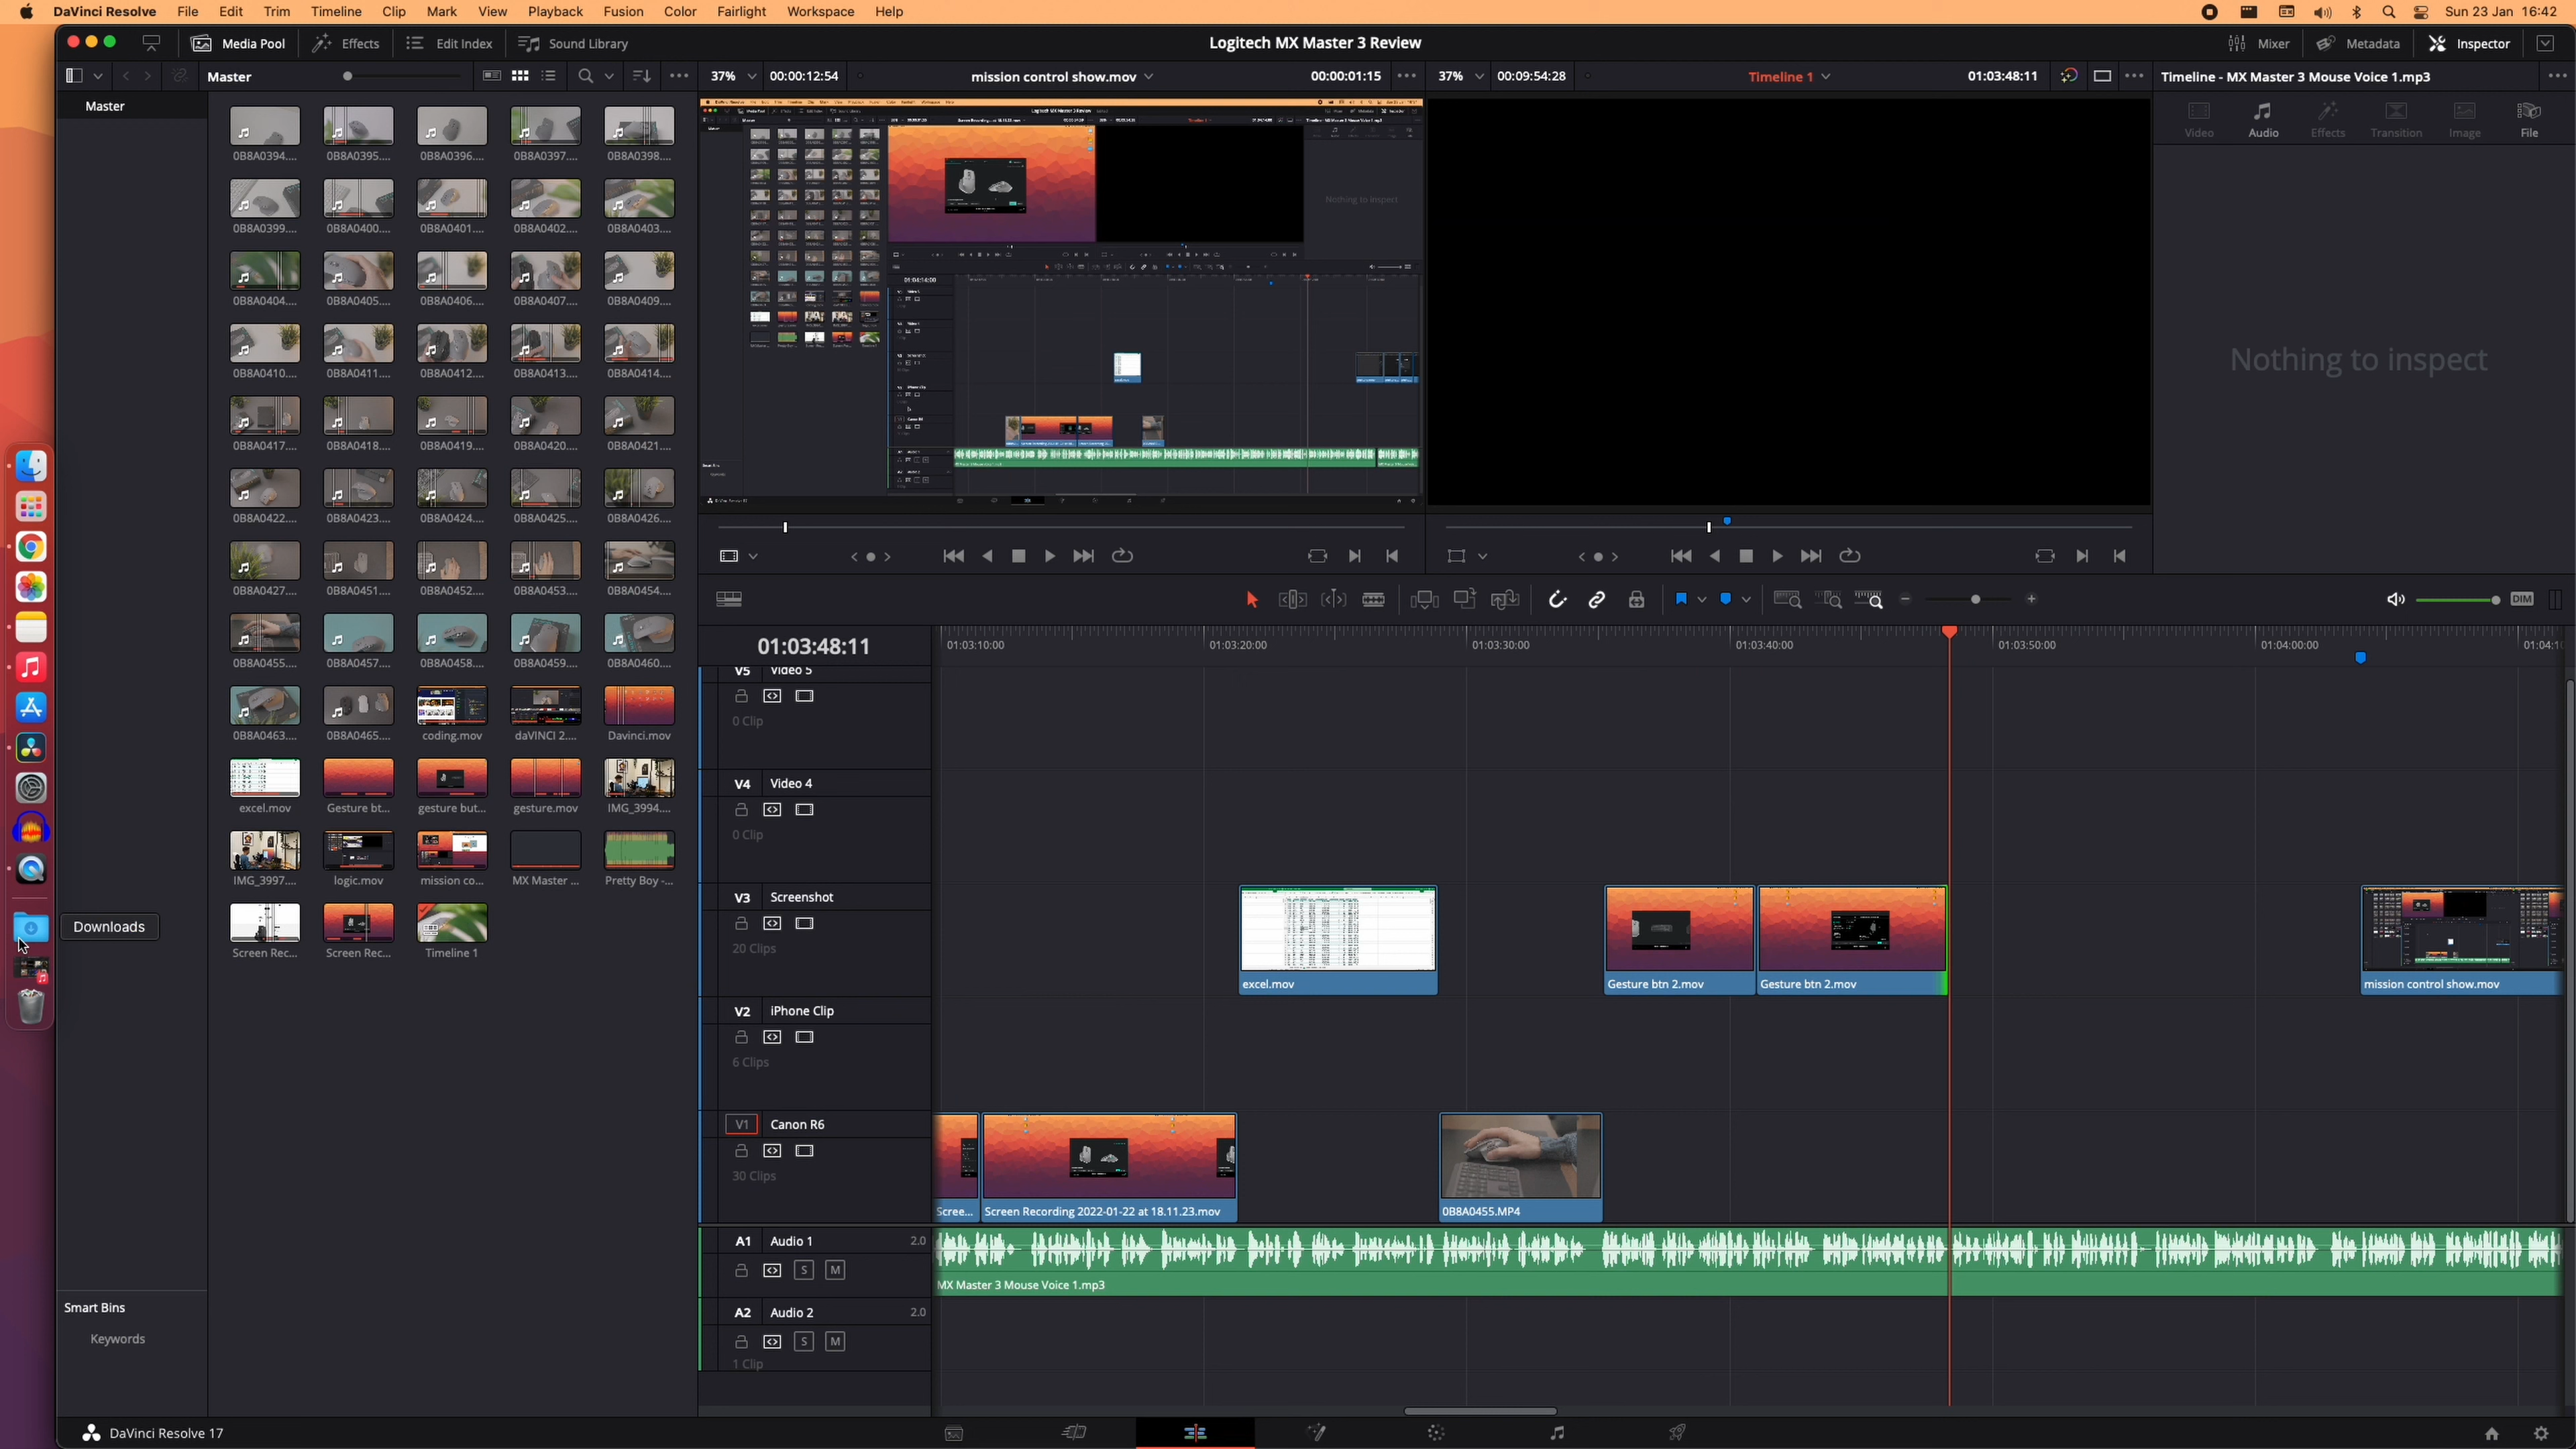 DaVinci Resolve File Edit Trim Timeline Clip Mark View Playback Fusion Color Fairlight Workspace Help Sun 23 Jan 16:42
Media Pool Effects Edit Index Sound Library Logitech MX Master 3 Review Mixer Metadata Inspector
Master 37% 00:00:12:54 mission control show.mov 00:00:01:15 37% 00:09:54:28 Timeline 1 01:03:48:11 Timeline - MX Master 3 Mouse Voice 1.mp3
Master
Video Audio Effects Transition Image File
0B8A0394.... 0B8A0395.... 0B8A0396.... 0B8A0397.... 0B8A0398....
0B8A0399.... 0B8A0400.... 0B8A0401.... 0B8A0402.... 0B8A0403....
0B8A0404.... 0B8A0405.... 0B8A0406.... 0B8A0407.... 0B8A0409....
Nothing to inspect
0B8A0410.... 0B8A0411.... 0B8A0412.... 0B8A0413.... 0B8A0414....
0B8A0417.... 0B8A0418.... 0B8A0419.... 0B8A0420.... 0B8A0421....
0B8A0422.... 0B8A0423.... 0B8A0424.... 0B8A0425.... 0B8A0426....
0B8A0427.... 0B8A0451.... 0B8A0452.... 0B8A0453.... 0B8A0454....
0B8A0455.... 0B8A0457.... 0B8A0458.... 0B8A0459.... 0B8A0460....
0B8A0463.... 0B8A0465.... coding.mov daVINCI 2.... Davinci.mov
excel.mov Gesture bt... gesture but... gesture.mov IMG_3994....
IMG_3997.... logic.mov mission co... MX Master ... Pretty Boy -...
Screen Rec... Screen Rec... Timeline 1
Downloads
Smart Bins
Keywords
DIM
01:03:48:11 01:03:10:00 01:03:20:00 01:03:30:00 01:03:40:00 01:03:50:00 01:04:00:00 01:04:1
V5 Video 5
0 Clip
V4 Video 4
0 Clip
V3 Screenshot
20 Clips
excel.mov Gesture btn 2.mov Gesture btn 2.mov mission control show.mov
V2 iPhone Clip
6 Clips
V1 Canon R6
30 Clips
Scree... Screen Recording 2022-01-22 at 18.11.23.mov 0B8A0455.MP4
A1 Audio 1 2.0
S M
MX Master 3 Mouse Voice 1.mp3
A2 Audio 2 2.0
S M
1 Clip
DaVinci Resolve 17